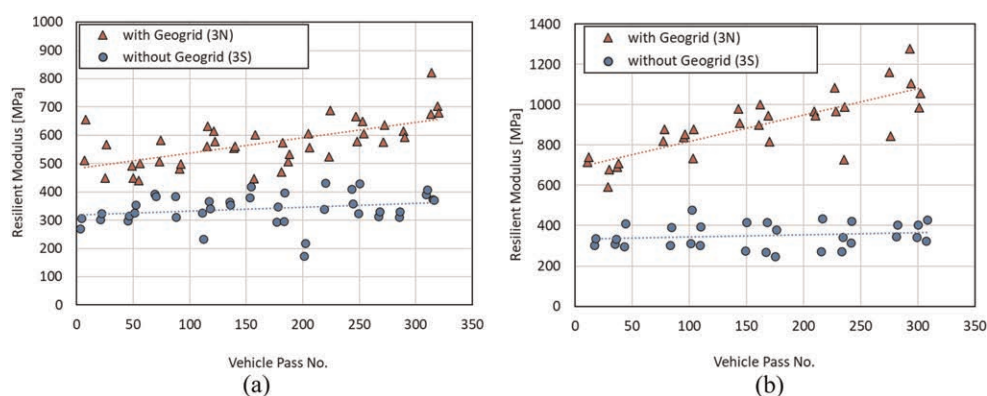 (a)
1000
900
800
700
600
500
400
300
200
100
0
Resilient Modulus [MPa]
with Geogrid (3N)
without Geogrid (3S)
0 50 100 150 200 250 300 350
Vehicle Pass No.
(a)
(b)
1400
1200
1000
800
600
400
200
0
Resilient Modulus [MPa]
with Geogrid (3N)
without Geogrid (3S)
0 50 100 150 200 250 300 350
Vehicle Pass No.
(b)